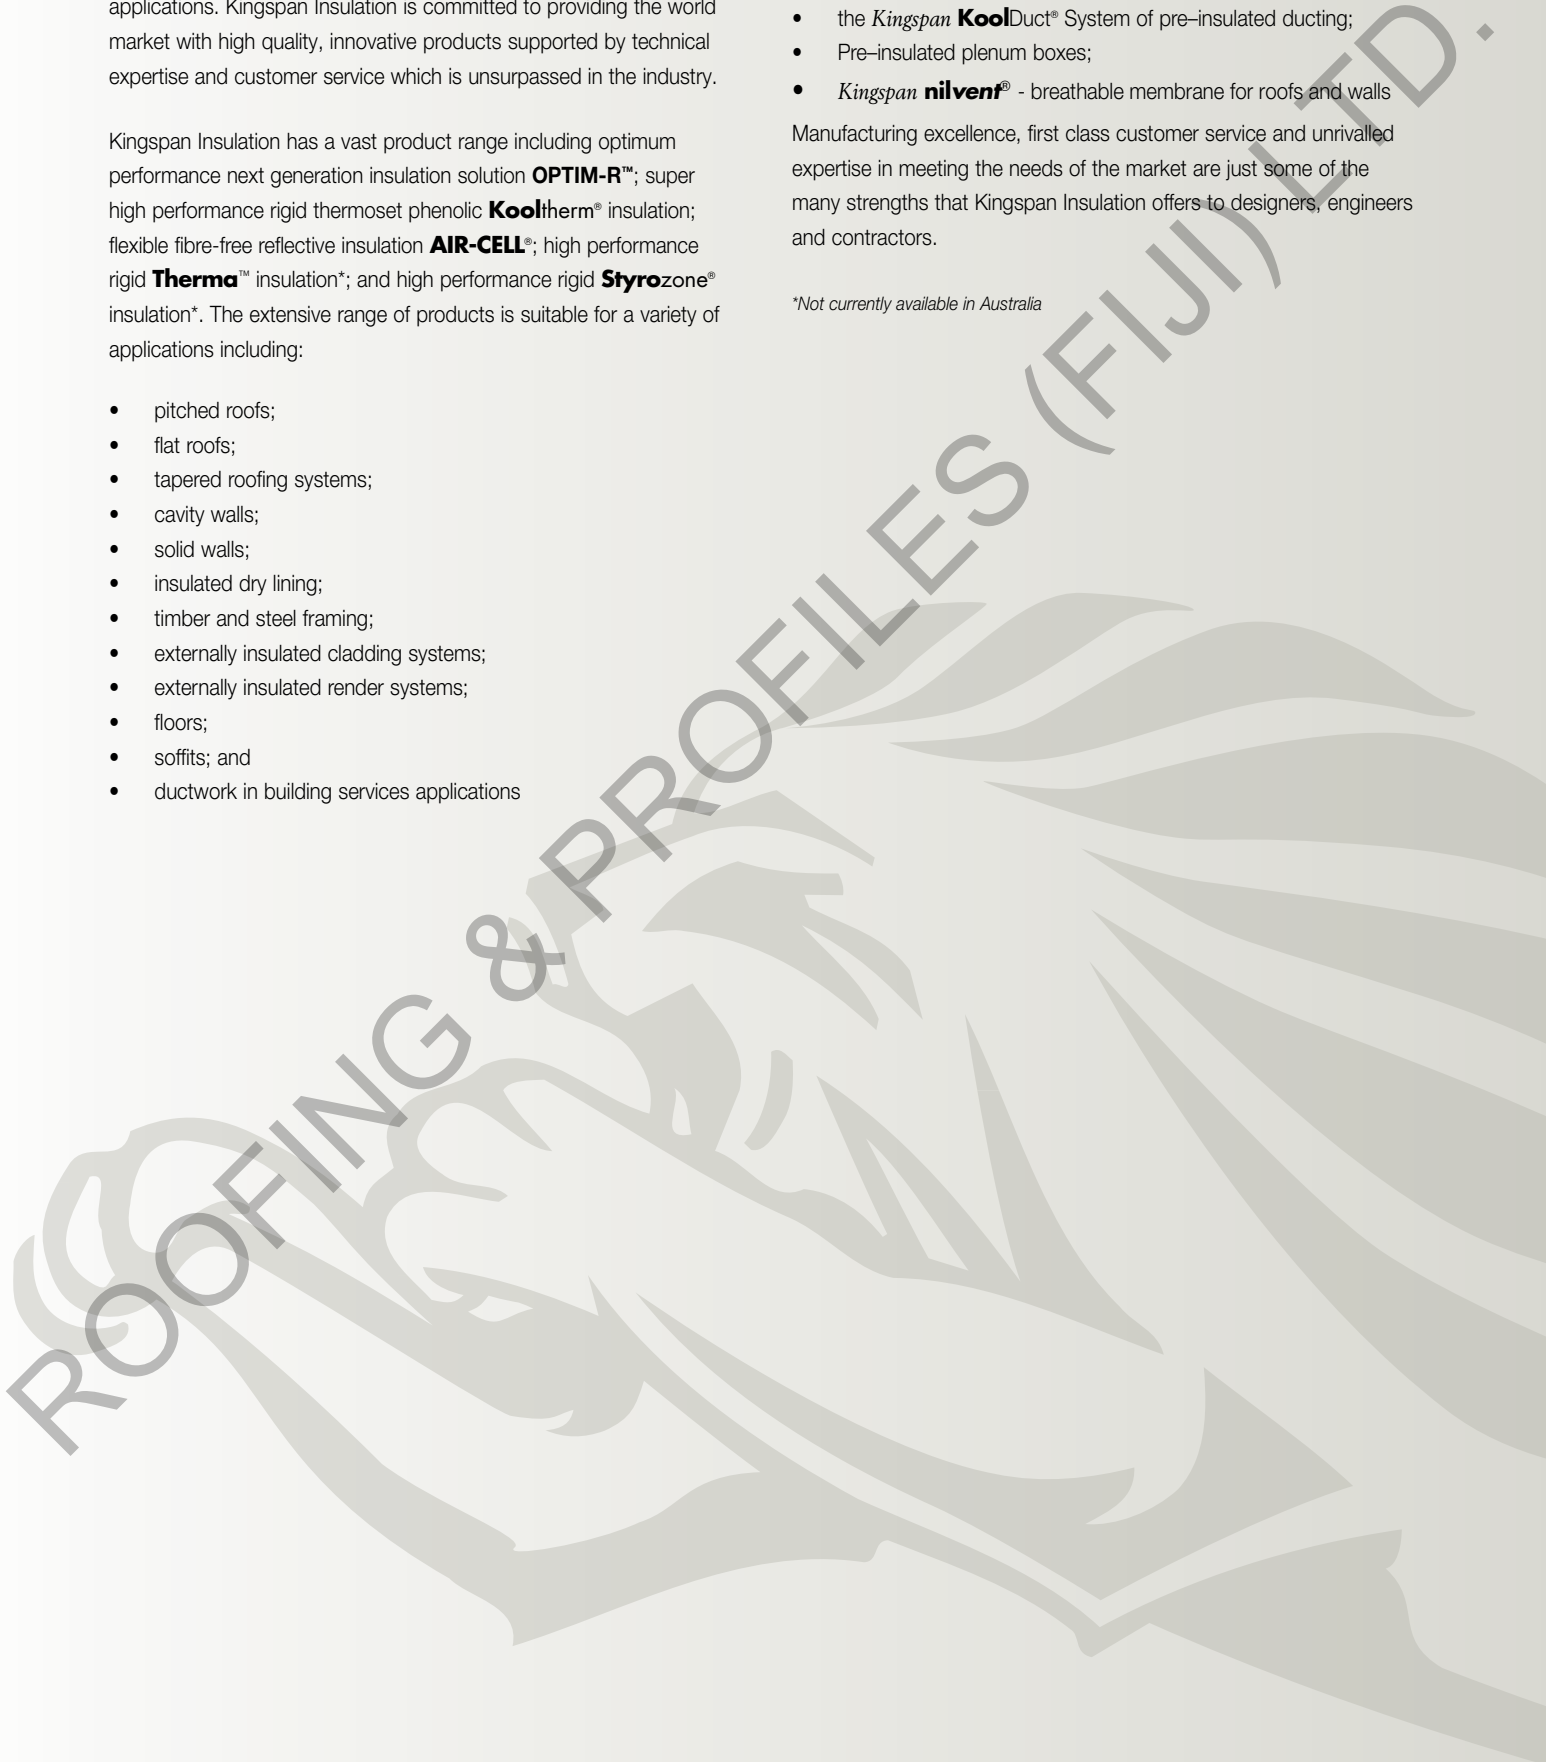 applications. Kingspan Insulation is committed to providing the world
market with high quality, innovative products supported by technical
expertise and customer service which is unsurpassed in the industry.
Kingspan Insulation has a vast product range including optimum
performance next generation insulation solution OPTIM-R™; super
high performance rigid thermoset phenolic Kooltherm® insulation;
flexible fibre-free reflective insulation AIR-CELL®; high performance
rigid Therma™ insulation*; and high performance rigid Styrozone®
insulation*. The extensive range of products is suitable for a variety of
applications including:
• pitched roofs;
• flat roofs;
• tapered roofing systems;
• cavity walls;
• solid walls;
• insulated dry lining;
• timber and steel framing;
• externally insulated cladding systems;
• externally insulated render systems;
• floors;
• soffits; and
• ductwork in building services applications
• the Kingspan KoolDuct® System of pre–insulated ducting;
• Pre–insulated plenum boxes;
• Kingspan nilvent® - breathable membrane for roofs and walls
Manufacturing excellence, first class customer service and unrivalled
expertise in meeting the needs of the market are just some of the
many strengths that Kingspan Insulation offers to designers, engineers
and contractors.
*Not currently available in Australia
ROOFING & PROFILES (FIJI) LTD.